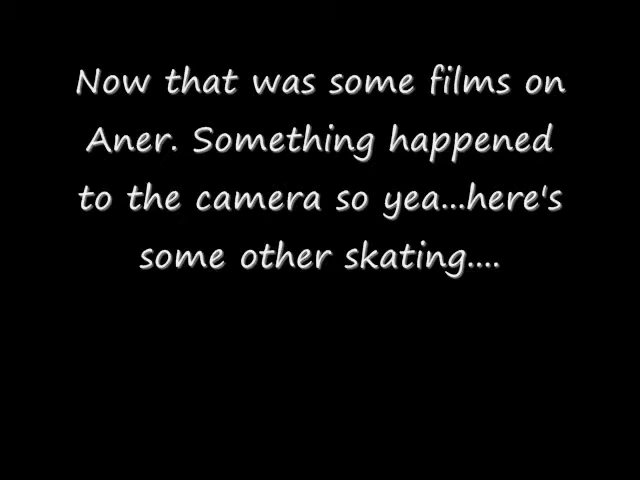 Now that was some films on
Aner. Something happened
to the camera so yea...here's
some other skating....